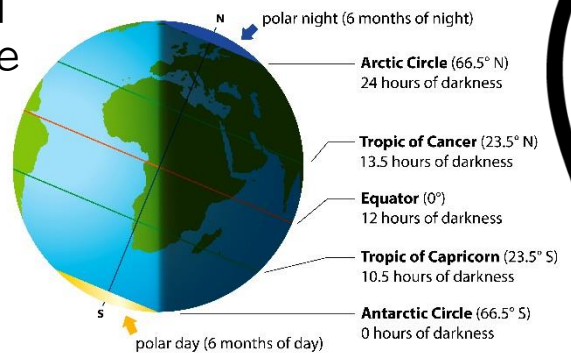 e
N
polar night (6 months of night)
Arctic Circle (66.5° N)
24 hours of darkness
Tropic of Cancer (23.5° N)
13.5 hours of darkness
Equator (0°)
12 hours of darkness
Tropic of Capricorn (23.5° S)
10.5 hours of darkness
Antarctic Circle (66.5° S)
0 hours of darkness
S
polar day (6 months of day)